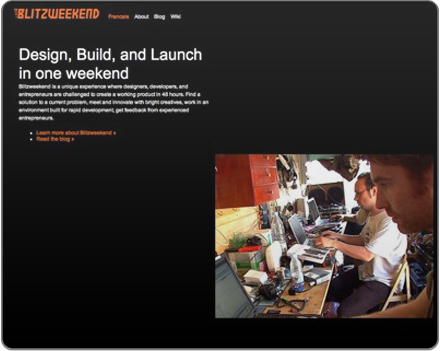 BLITZWEEKEND
Francais About Blog Wiki
Design, Build, and Launch
in one weekend
Blitzweekend is a unique experience where designers, developers, and
entrepreneurs are challenged to create a working product in 48 hours. Find a
solution to a current problem, meet and innovate with bright creatives, work in an
environment built for rapid development, get feedback from experienced
entrepreneurs.
Learn more about Blitzweekend »
Read the blog »